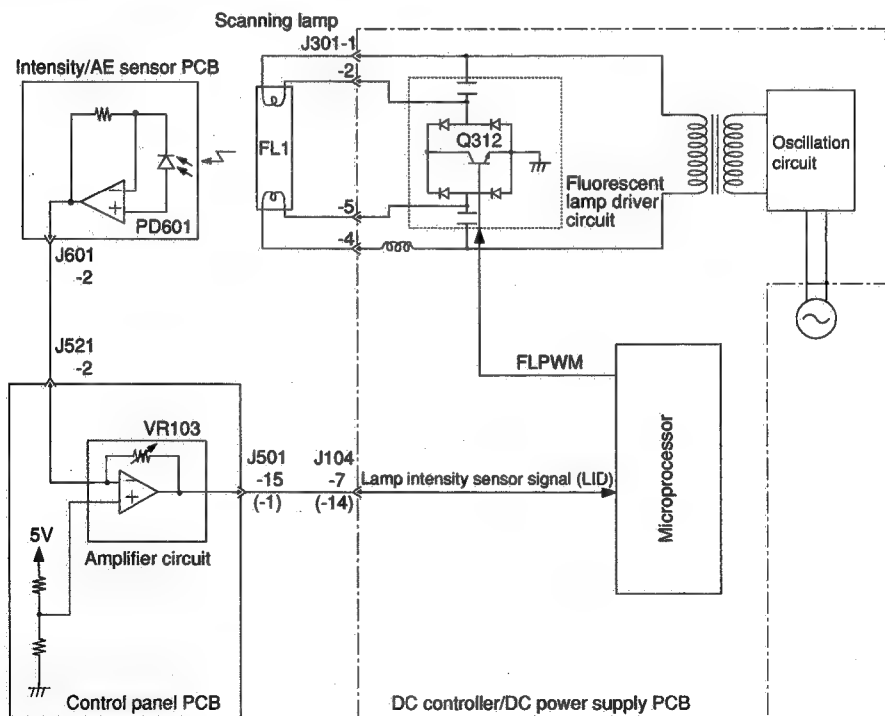 Scanning lamp
J301-1
-2
Intensity/AE sensor PCB
FL1
Q312
Oscillation
circuit
Fluorescent
lamp driver
circuit
-
+
PD601
-5
-4
J601
-2
J521
-2
FLPWM
Microprocessor
VR103
-
+
J501
-15
(-1)
J104
-7
(-14)
Lamp intensity sensor signal (LID)
5V
Amplifier circuit
Control panel PCB
DC controller/DC power supply PCB